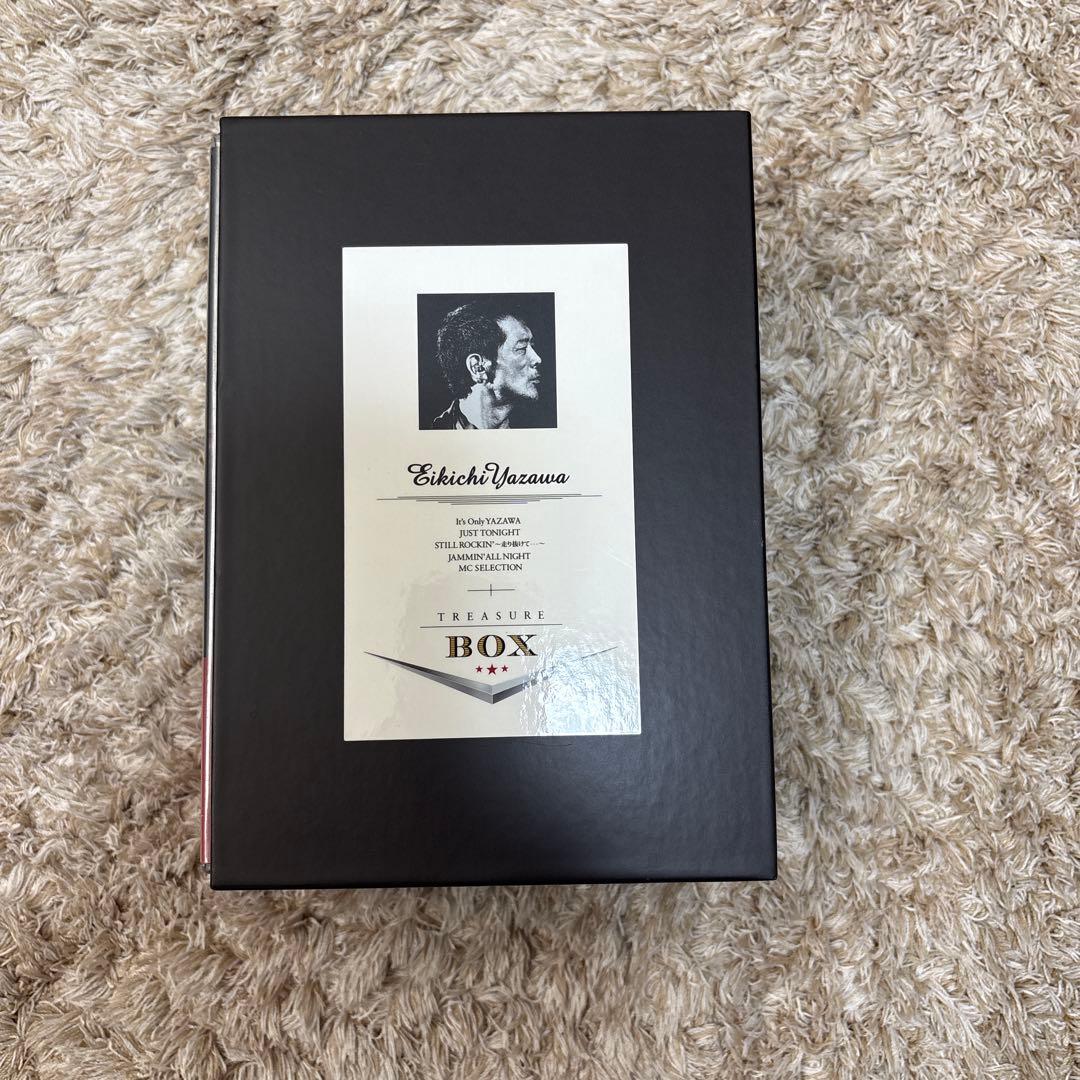 Eikichi Yazawa
It's Only YAZAWA
JUST TONIGHT
STILL ROCKIN' ～走り抜けて…～
JAMMIN' ALL NIGHT
MC SELECTION
TREASURE
BOX